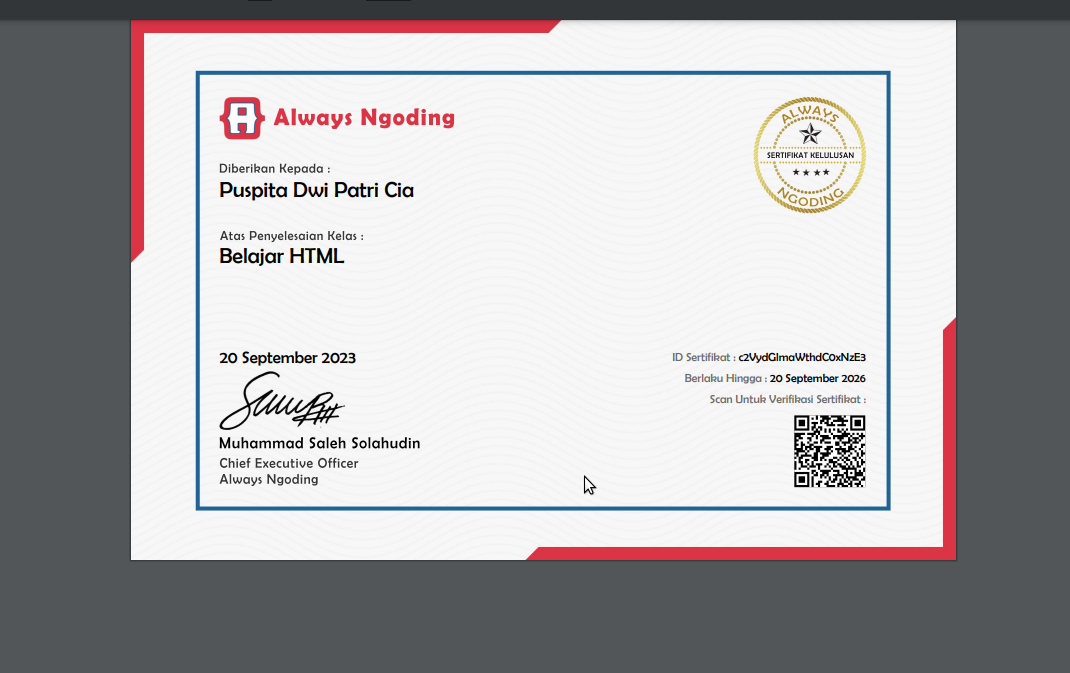 Always Ngoding
ALWAYS
SERTIFIKAT KELULUSAN
NGODING
Diberikan Kepada :
Puspita Dwi Patri Cia
Atas Penyelesaian Kelas :
Belajar HTML
20 September 2023
Muhammad Saleh Solahudin
Chief Executive Officer
Always Ngoding
ID Sertifikat : c2VydGlmaWthdC0xNzE3
Berlaku Hingga : 20 September 2026
Scan Untuk Verifikasi Sertifikat :